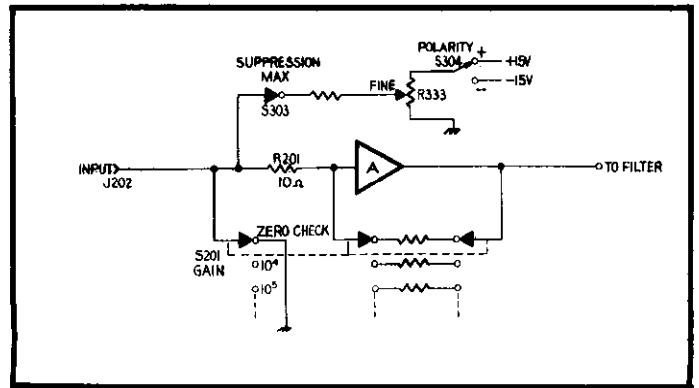 POLARITY
S304
+
+15V
-15V
-
SUPPRESSION
MAX
S303
FINE
R333
INPUT
J202
R201
10Ω
A
TO FILTER
ZERO CHECK
S201
GAIN
10⁴
10⁵